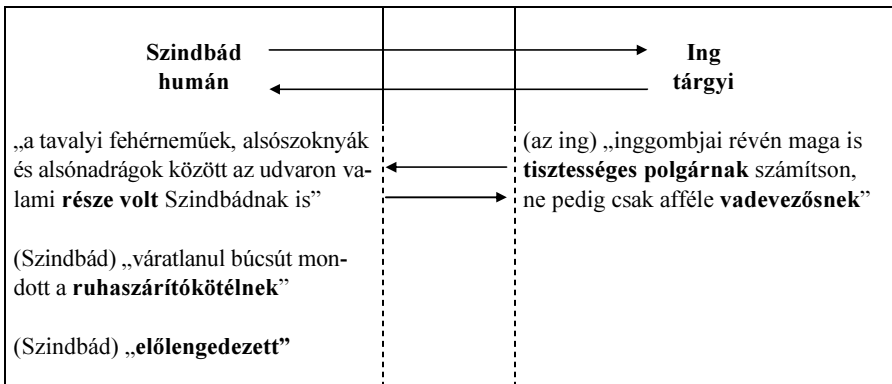 Szindbád
humán
Ing
tárgyi
„a tavalyi fehérneműek, alsószoknyák
és alsónadrágok között az udvaron va-
lami része volt Szindbádnak is”
(Szindbád) „váratlanul búcsút mon-
dott a ruhaszárítókötélnek”
(Szindbád) „előlengedezett”
(az ing) „inggombjai révén maga is
tisztességes polgárnak számítson,
ne pedig csak afféle vadevezősnek”